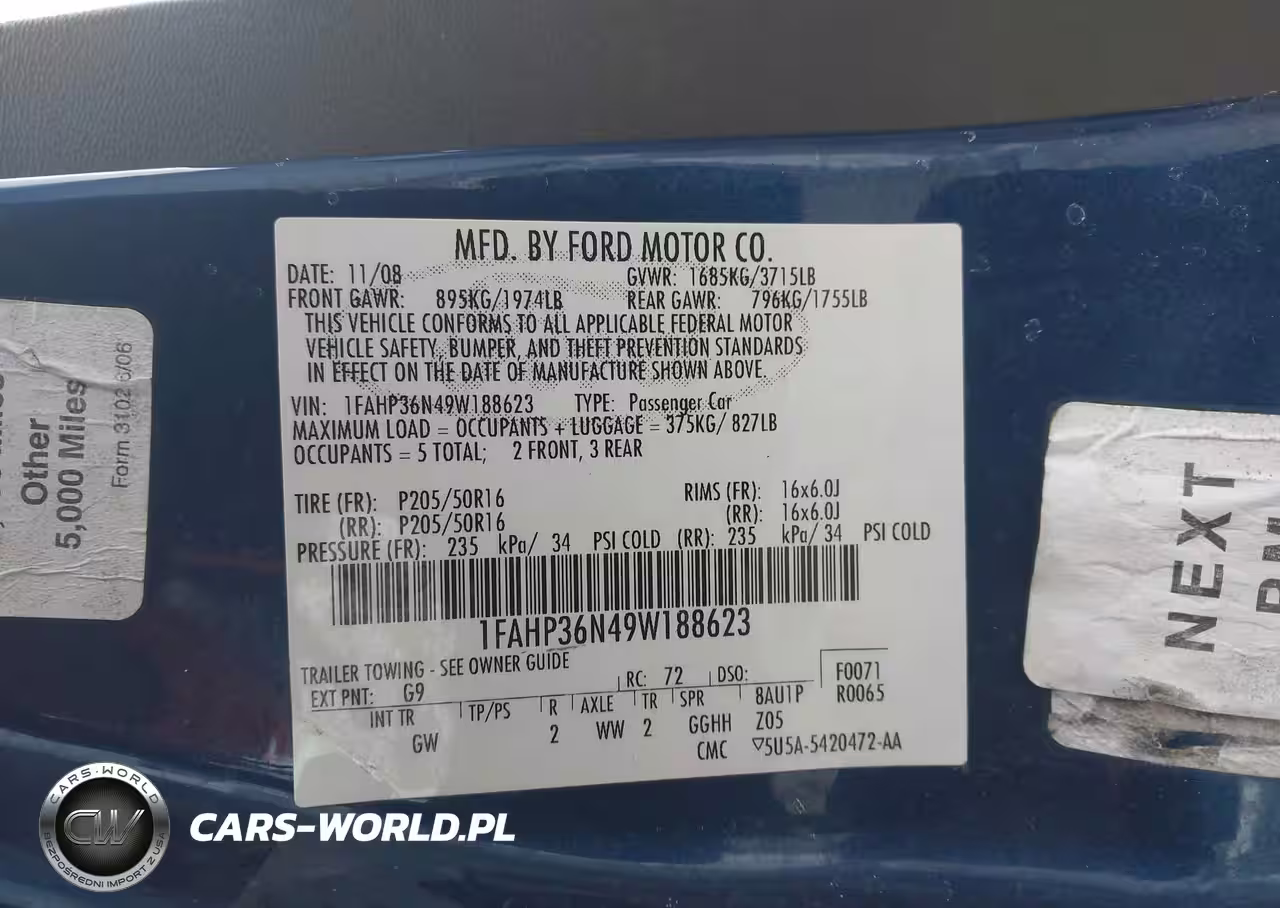 MFD. BY FORD MOTOR CO.
DATE: 11/08 GVWR: 1685KG/3715LB
FRONT GAWR: 895KG/1974LB REAR GAWR: 796KG/1755LB
THIS VEHICLE CONFORMS TO ALL APPLICABLE FEDERAL MOTOR
VEHICLE SAFETY, BUMPER, AND THEFT PREVENTION STANDARDS
IN EFFECT ON THE DATE OF MANUFACTURE SHOWN ABOVE.
VIN: 1FAHP36N49W188623 TYPE: Passenger Car
MAXIMUM LOAD = OCCUPANTS + LUGGAGE = 375KG/ 827LB
OCCUPANTS = 5 TOTAL; 2 FRONT, 3 REAR
TIRE (FR): P205/50R16 RIMS (FR): 16x6.0J
(RR): P205/50R16 (RR): 16x6.0J
PRESSURE (FR): 235 kPa/ 34 PSI COLD (RR): 235 kPa/ 34 PSI COLD
1FAHP36N49W188623
TRAILER TOWING - SEE OWNER GUIDE
EXT PNT: G9 RC: 72 DSO: F0071
INT TR TP/PS R AXLE TR SPR 8AU1P R0065
GW 2 WW 2 GGHH Z05
CMC ▽5U5A-5420472-AA
Other
5,000 Miles
Form 3102 6/06
NEXT
CARS-WORLD
CW
BEZPOŚREDNI IMPORT Z USA
CARS-WORLD.PL